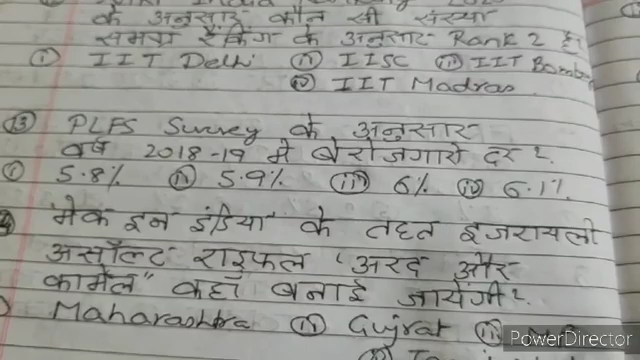 के अनुसार कौन सी संस्था
समग्र रैंकिंग के अनुसार Rank 2 है?
(i) IIT Delhi (ii) IISC (iii) IIT Bombay
(iv) IIT Madras
(13) PLFS Survey के अनुसार
वर्ष 2018-19 मे बेरोजगारी दर ?
(i) 5.8% (ii) 5.9% (iii) 6% (iv) 6.1%
मेक इन इंडिया के तहत इजरायली
असॉल्ट राइफल "अरद और
कार्मेल" कहाँ बनाई जायेंगी ?
Maharashtra (ii) Gujrat (iii)
PowerDirector